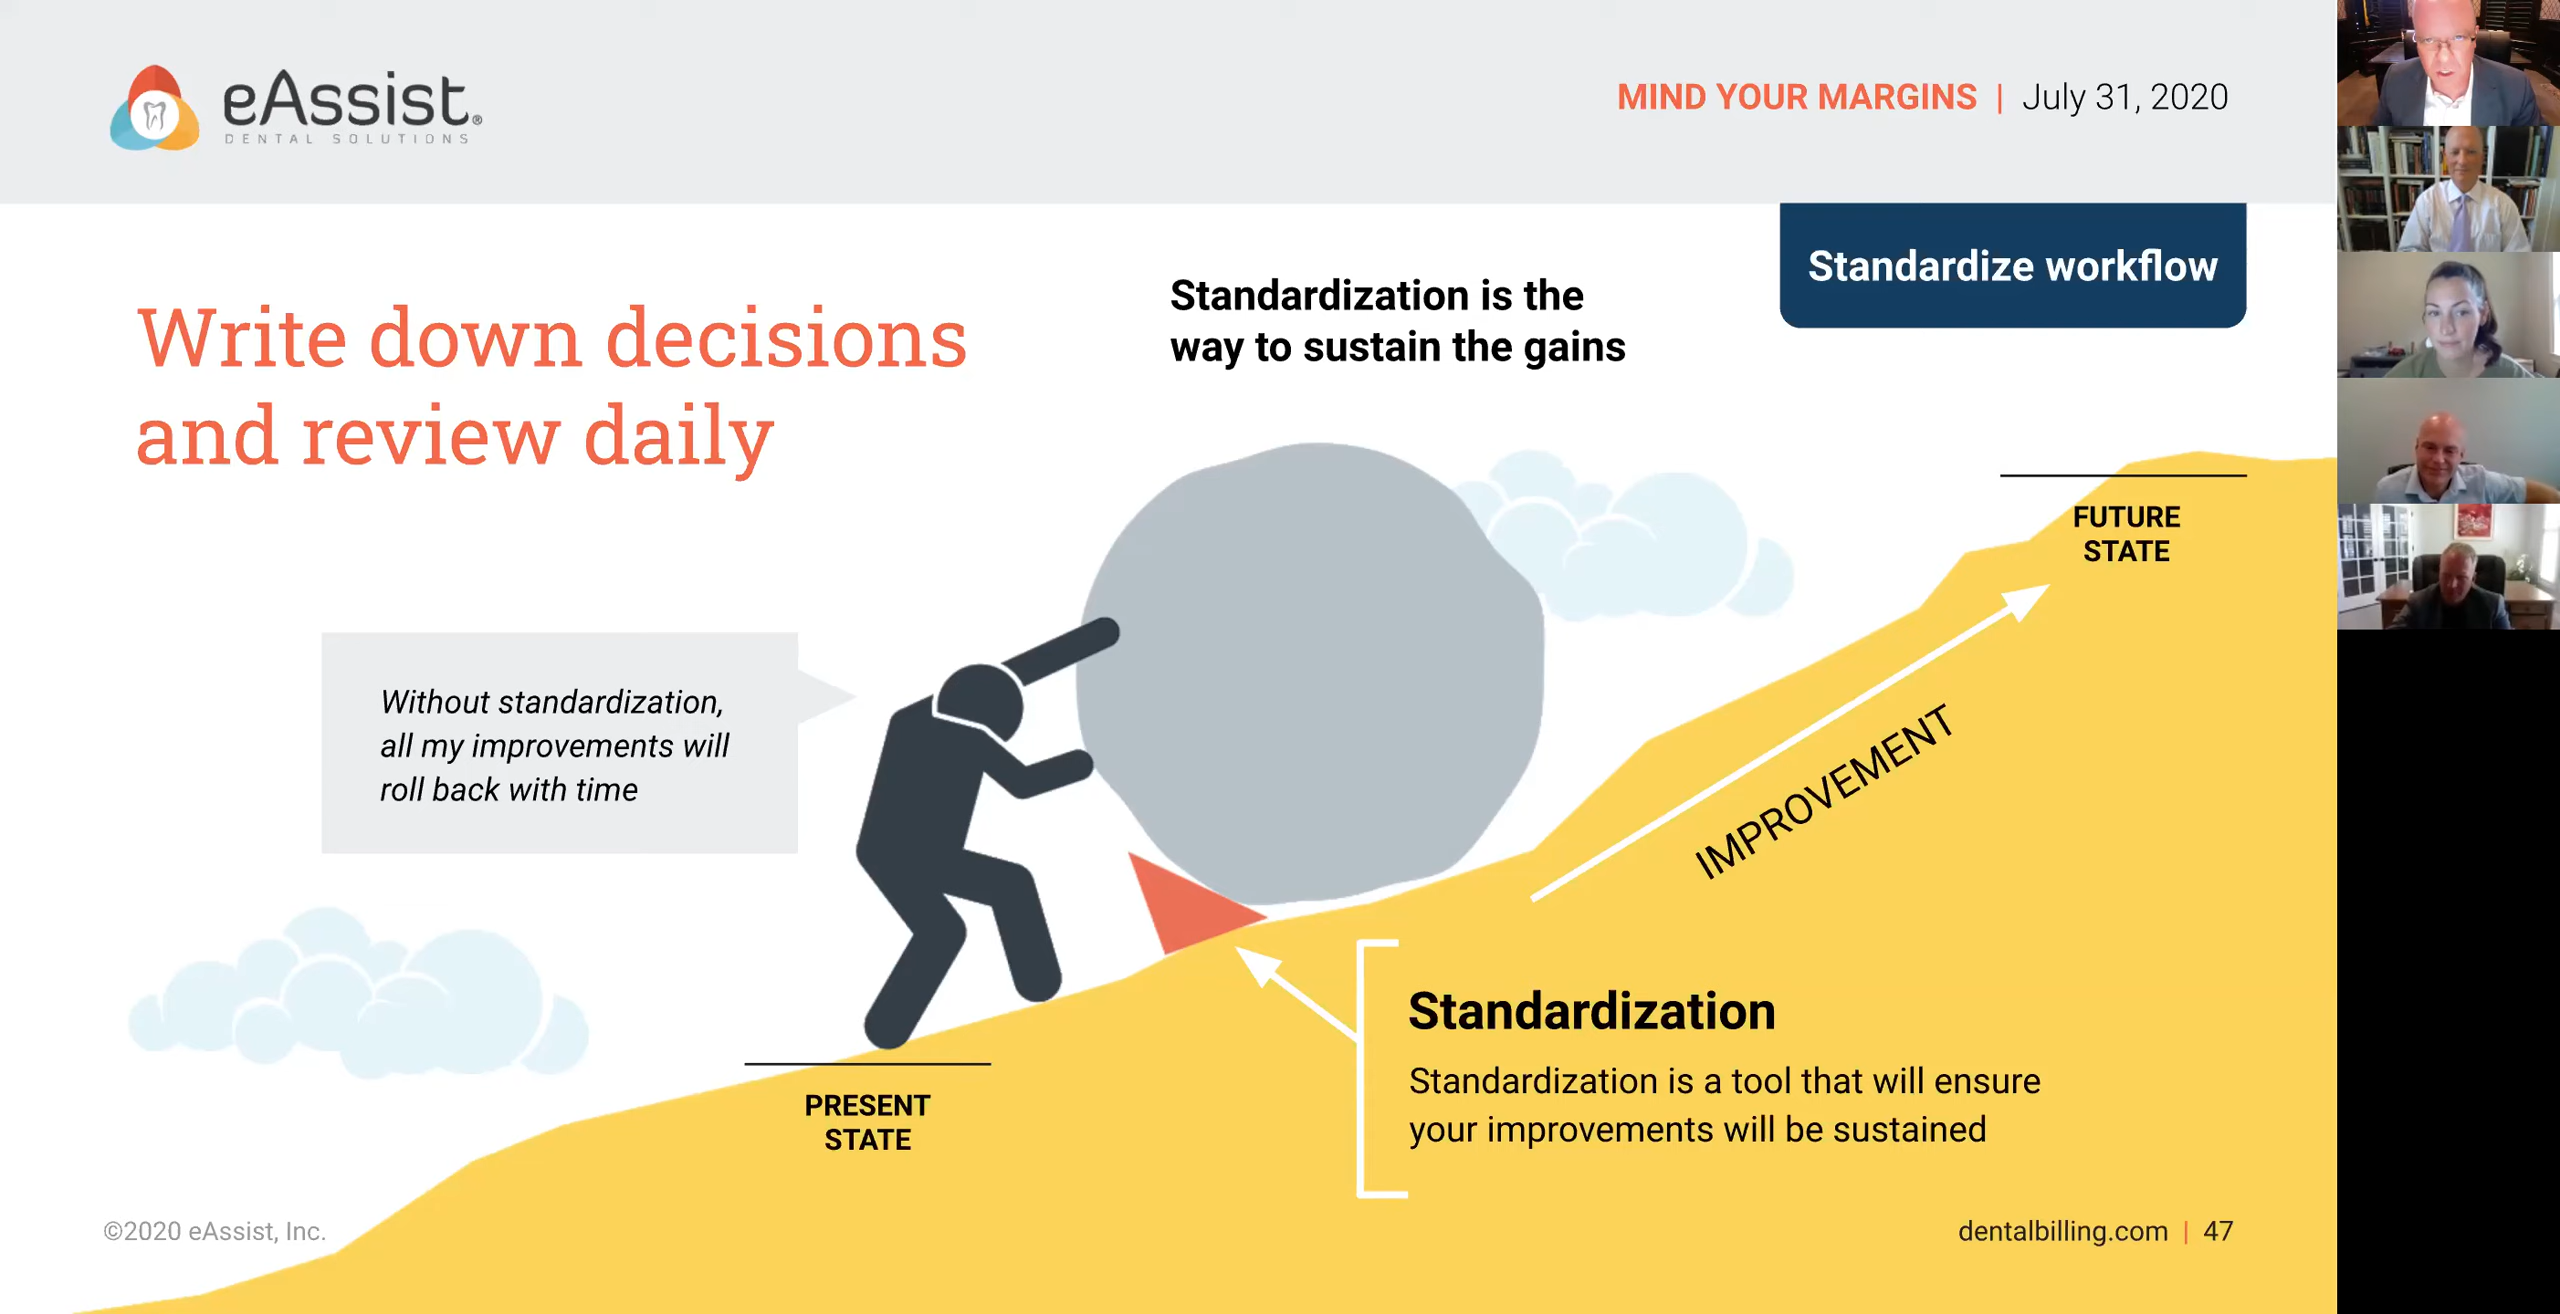 eAssist®
DENTAL SOLUTIONS
MIND YOUR MARGINS | July 31, 2020
Standardize workflow
Write down decisions
and review daily
Standardization is the
way to sustain the gains
FUTURE
STATE
Without standardization,
all my improvements will
roll back with time
IMPROVEMENT
Standardization
Standardization is a tool that will ensure
your improvements will be sustained
PRESENT
STATE
©2020 eAssist, Inc.
dentalbilling.com | 47